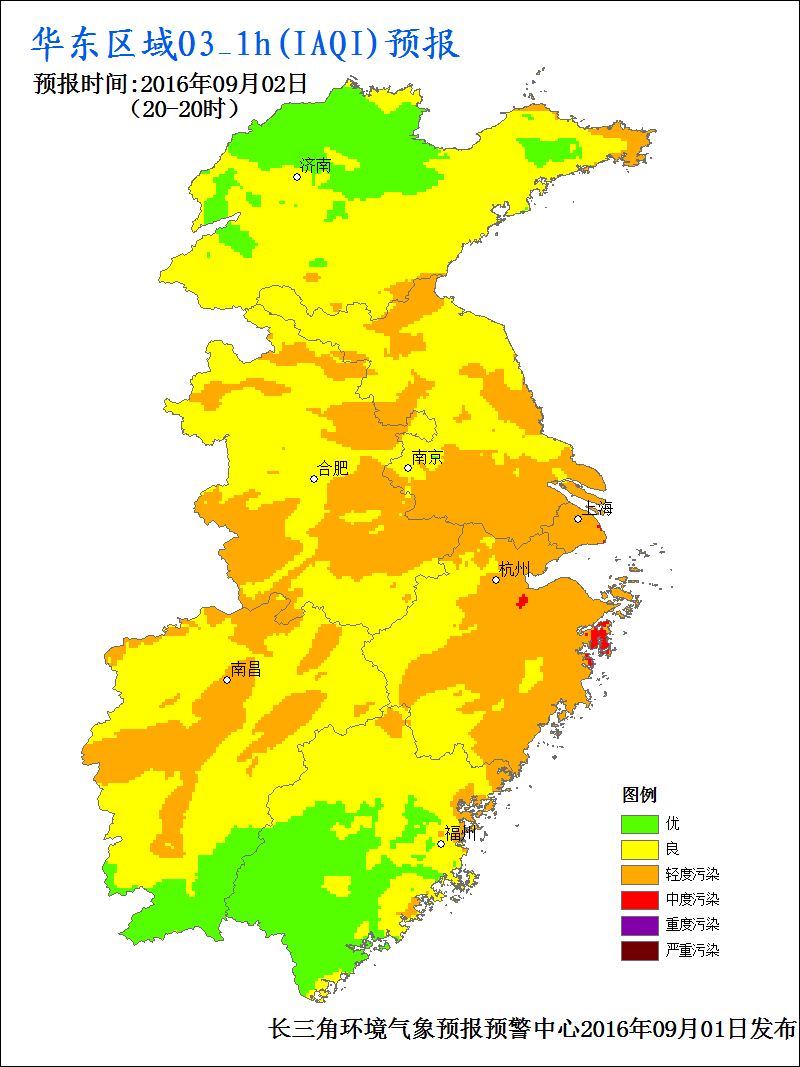 华东区域O3_1h(IAQI)预报
预报时间:2016年09月02日
（20-20时）
济南
南京
合肥
上海
杭州
南昌
福州
图例
优
良
轻度污染
中度污染
重度污染
严重污染
长三角环境气象预报预警中心2016年09月01日发布